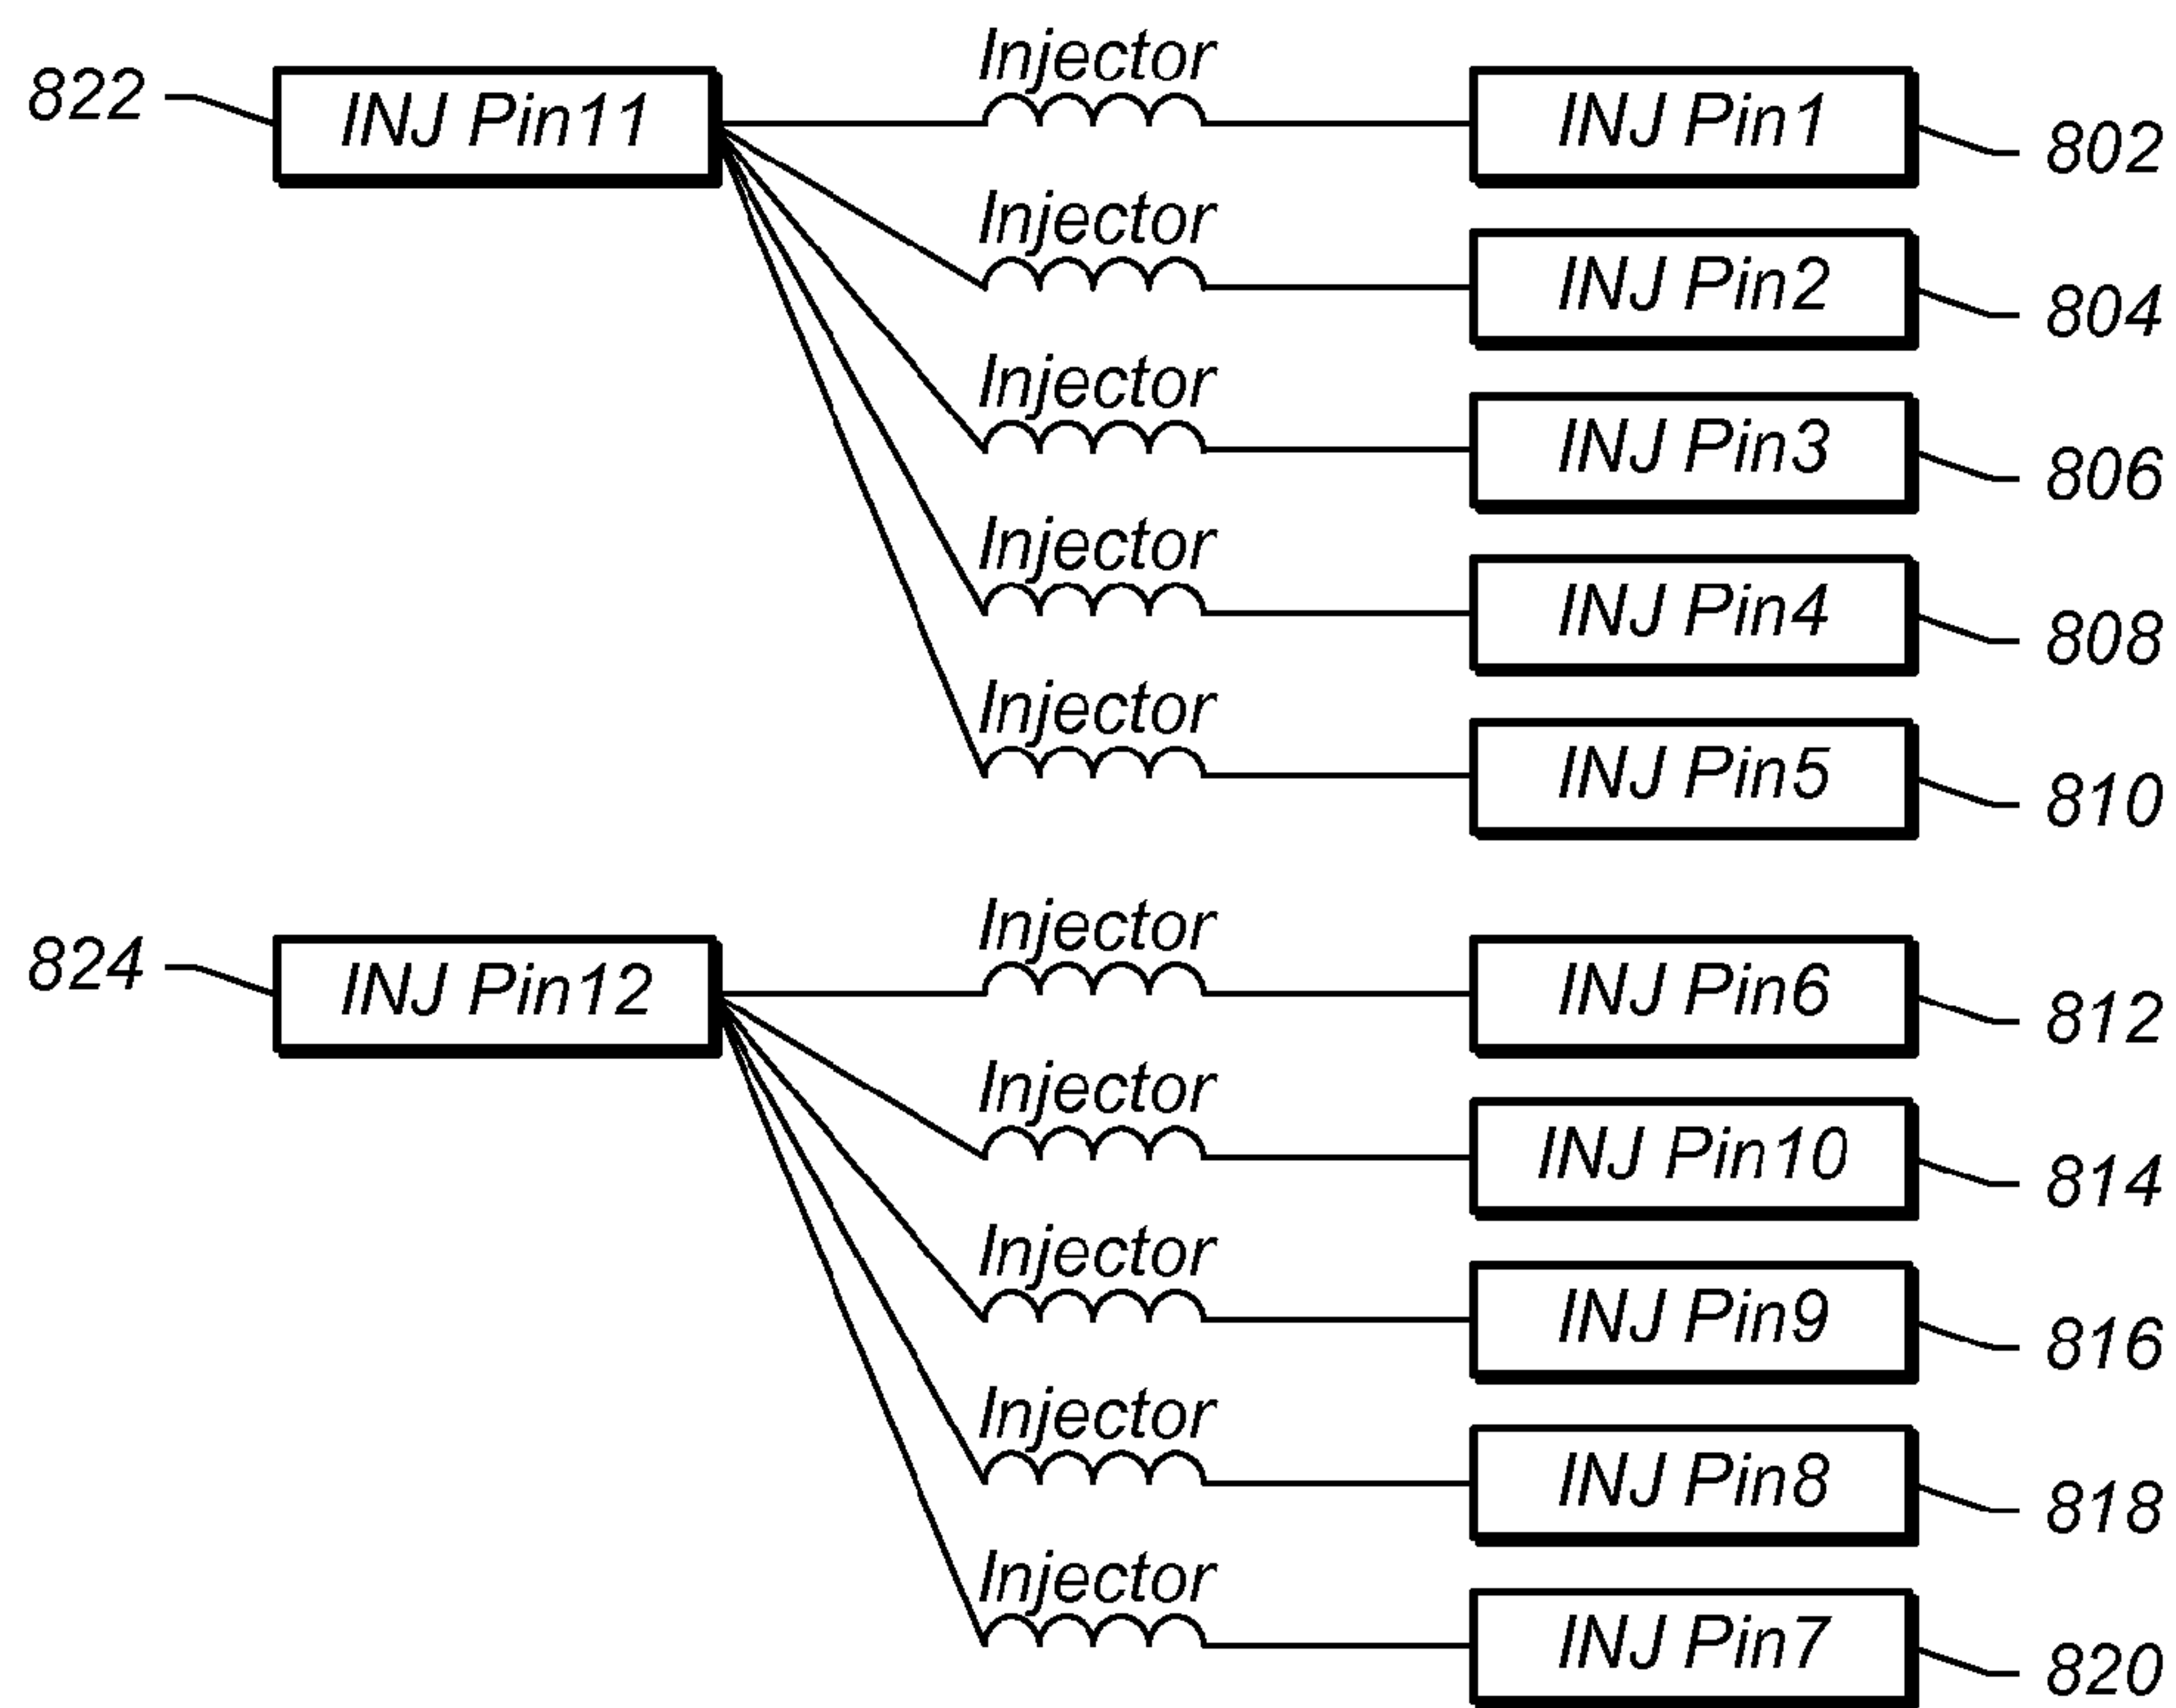 Injector
822 INJ Pin11 INJ Pin1 802
Injector
INJ Pin2 804
Injector
INJ Pin3 806
Injector
INJ Pin4 808
Injector
INJ Pin5 810
Injector
824 INJ Pin12 INJ Pin6 812
Injector
INJ Pin10 814
Injector
INJ Pin9 816
Injector
INJ Pin8 818
Injector
INJ Pin7 820